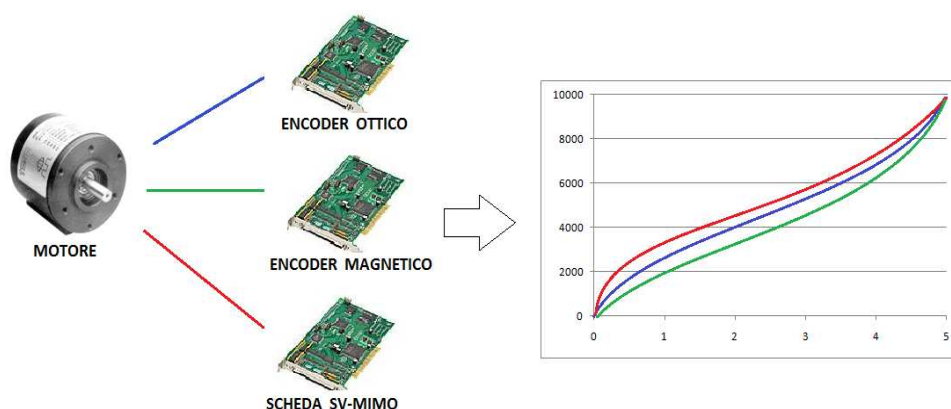 ENCODER OTTICO
MOTORE
ENCODER MAGNETICO
SCHEDA SV-MIMO
10000
8000
6000
4000
2000
0
0 1 2 3 4 5